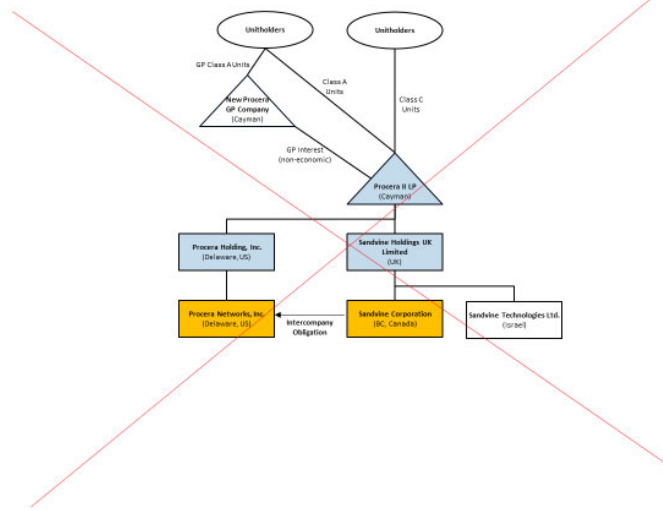 Unitholders
Unitholders
GP Class A Units
Class A
Units
New Procera
GP Company
(Cayman)
Class C
Units
GP Interest
(non-economic)
Procera II LP
(Cayman)
Procera Holding, Inc.
(Delaware, US)
Sandvine Holdings UK
Limited
(UK)
Procera Networks, Inc.
(Delaware, US)
Intercompany
Obligation
Sandvine Corporation
(BC, Canada)
Sandvine Technologies Ltd.
(Israel)